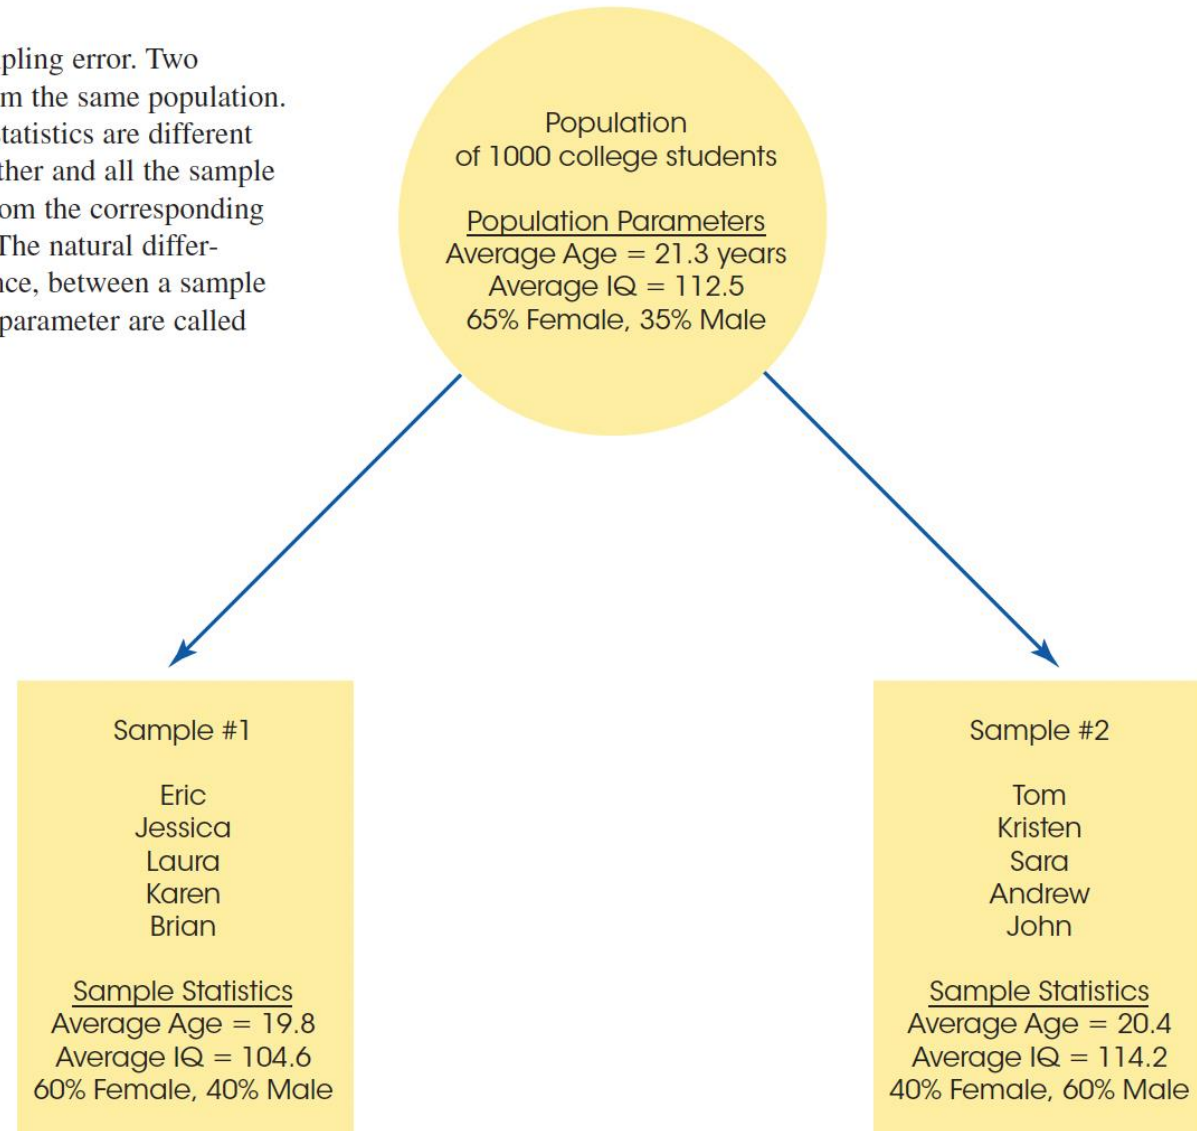 pling error. Two
m the same population.
tatistics are different
ther and all the sample
om the corresponding
The natural differ-
nce, between a sample
parameter are called
Population
of 1000 college students
Population Parameters
Average Age = 21.3 years
Average IQ = 112.5
65% Female, 35% Male
Sample #1
Eric
Jessica
Laura
Karen
Brian
Sample Statistics
Average Age = 19.8
Average IQ = 104.6
60% Female, 40% Male
Sample #2
Tom
Kristen
Sara
Andrew
John
Sample Statistics
Average Age = 20.4
Average IQ = 114.2
40% Female, 60% Male